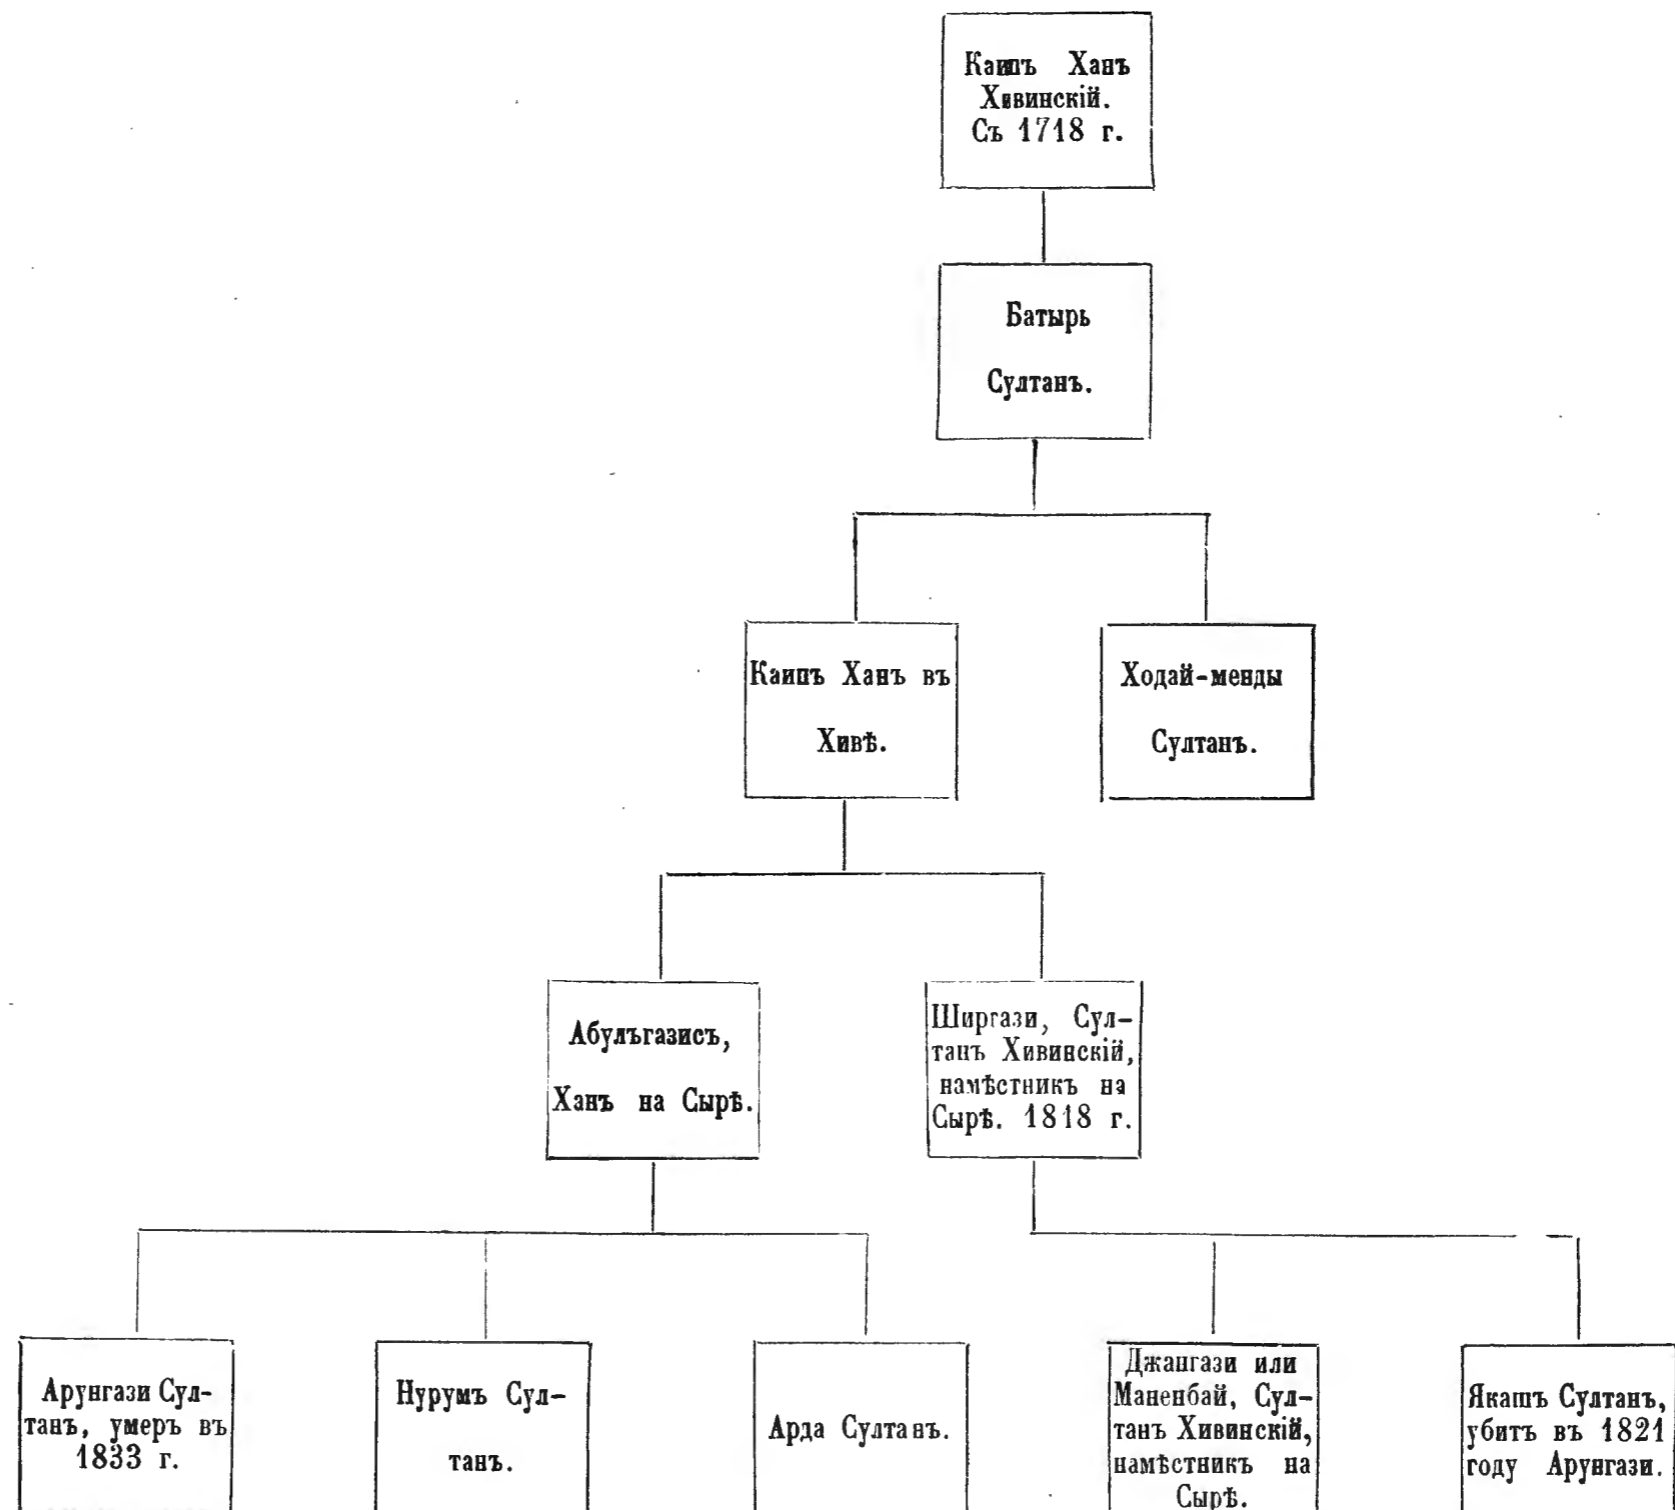 Каипъ Ханъ
Хивинскій.
Съ 1718 г.
Батырь
Султанъ.
Каипъ Ханъ въ
Хивѣ.
Ходай-менды
Султанъ.
Абулъгазисъ,
Ханъ на Сырѣ.
Ширгази, Сул-
танъ Хивинскій,
намѣстникъ на
Сырѣ. 1818 г.
Арунгази Сул-
танъ, умеръ въ
1833 г.
Нурумъ Сул-
танъ.
Арда Султанъ.
Джангази или
Маненбай, Сул-
танъ Хивинскій,
намѣстникъ на
Сырѣ.
Якашъ Султанъ,
убитъ въ 1821
году Арунгази.